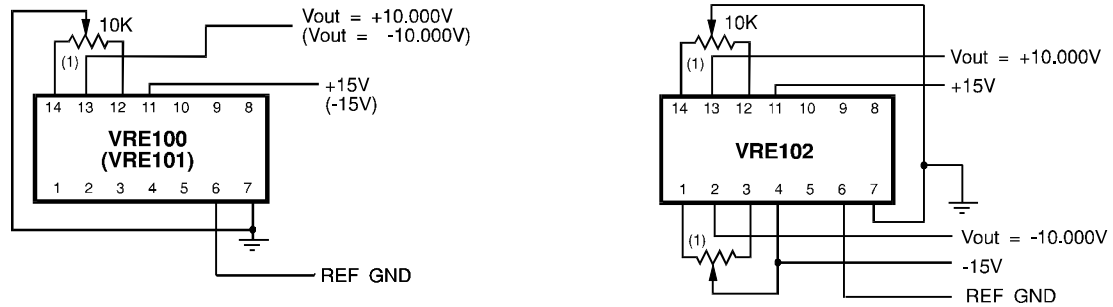 10K
Vout = +10.000V
(Vout = -10.000V)
(1)
+15V
(-15V)
14 13 12 11 10 9 8
VRE100
(VRE101)
1 2 3 4 5 6 7
REF GND
10K
(1)
Vout = +10.000V
+15V
14 13 12 11 10 9 8
VRE102
1 2 3 4 5 6 7
(1)
Vout = -10.000V
-15V
REF GND